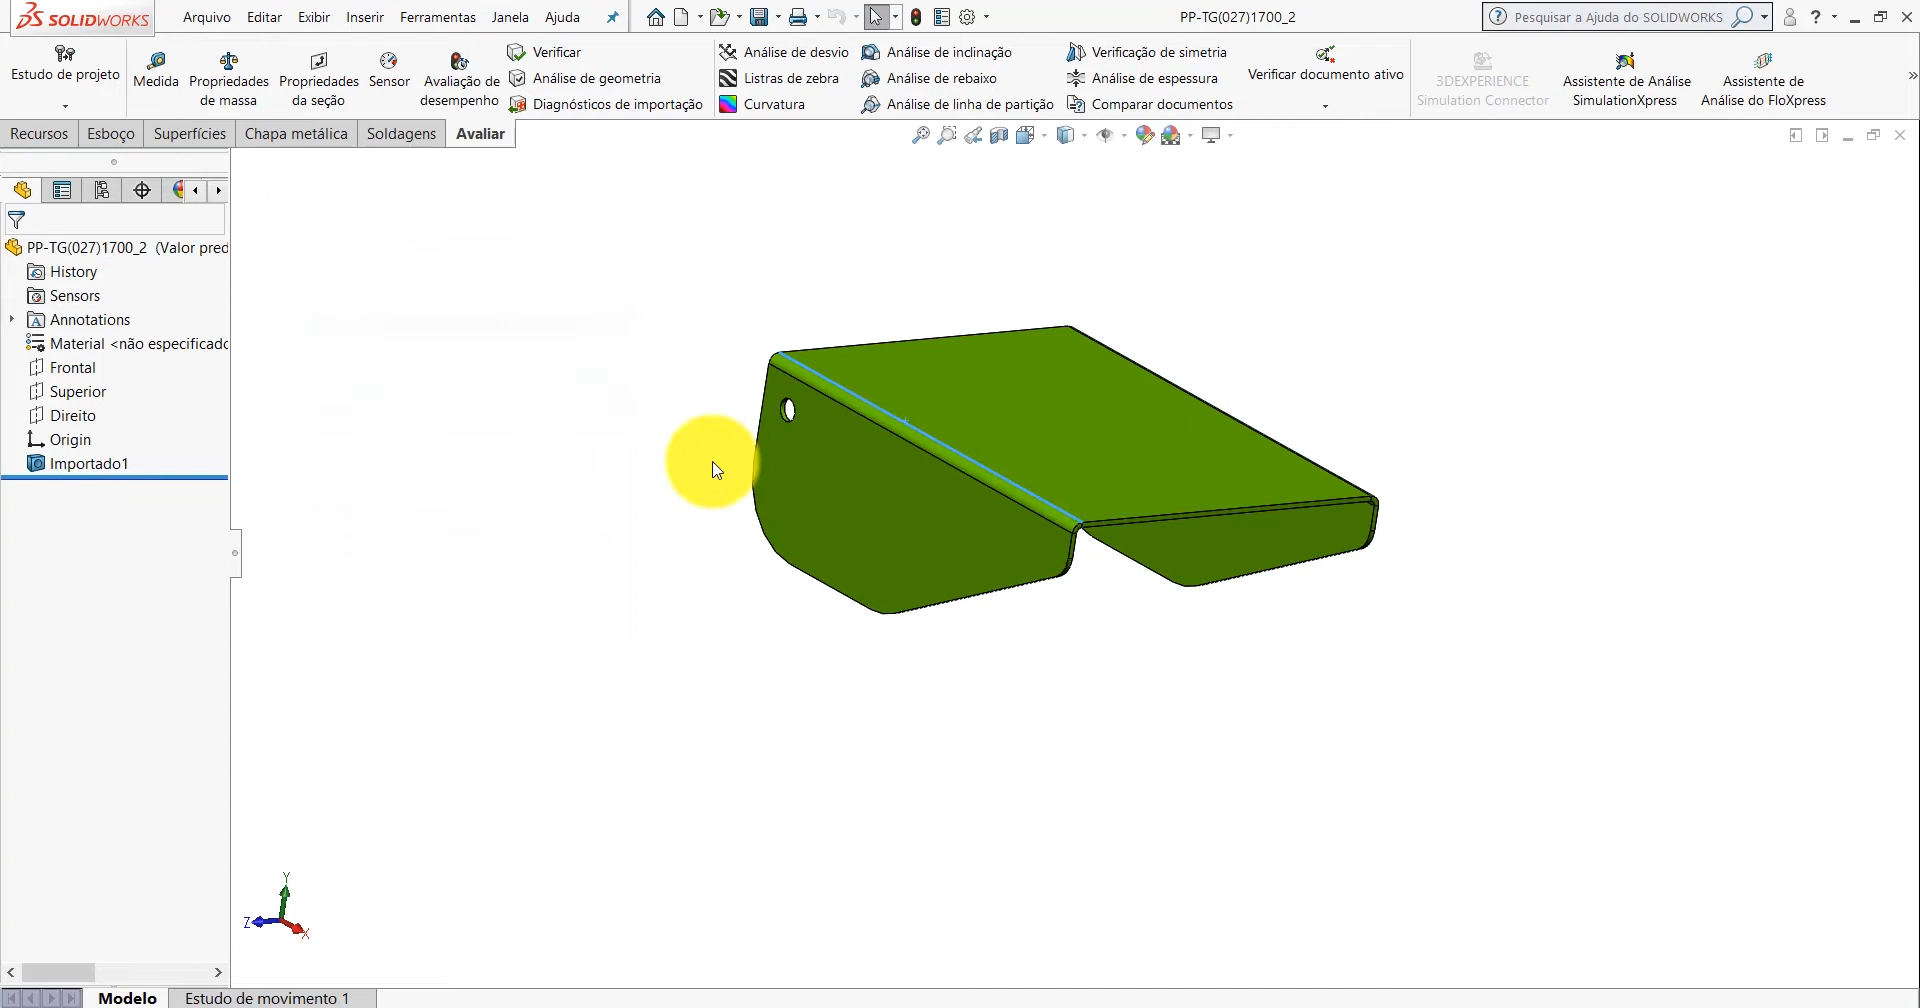 SOLIDWORKS
Arquivo Editar Exibir Inserir Ferramentas Janela Ajuda
PP-TG(027)1700_2
Pesquisar a Ajuda do SOLIDWORKS
Estudo de projeto
Medida
Propriedades de massa
Propriedades da seção
Sensor
Avaliação de desempenho
Verificar
Análise de geometria
Diagnósticos de importação
Análise de desvio
Listras de zebra
Curvatura
Análise de inclinação
Análise de rebaixo
Análise de linha de partição
Verificação de simetria
Análise de espessura
Comparar documentos
Verificar documento ativo
3DEXPERIENCE
Simulation Connector
Assistente de Análise
SimulationXpress
Assistente de
Análise do FloXpress
Recursos Esboço Superfícies Chapa metálica Soldagens Avaliar
PP-TG(027)1700_2 (Valor pred
History
Sensors
Annotations
Material <não especificado
Frontal
Superior
Direito
Origin
Importado1
Y
Z
X
Modelo Estudo de movimento 1